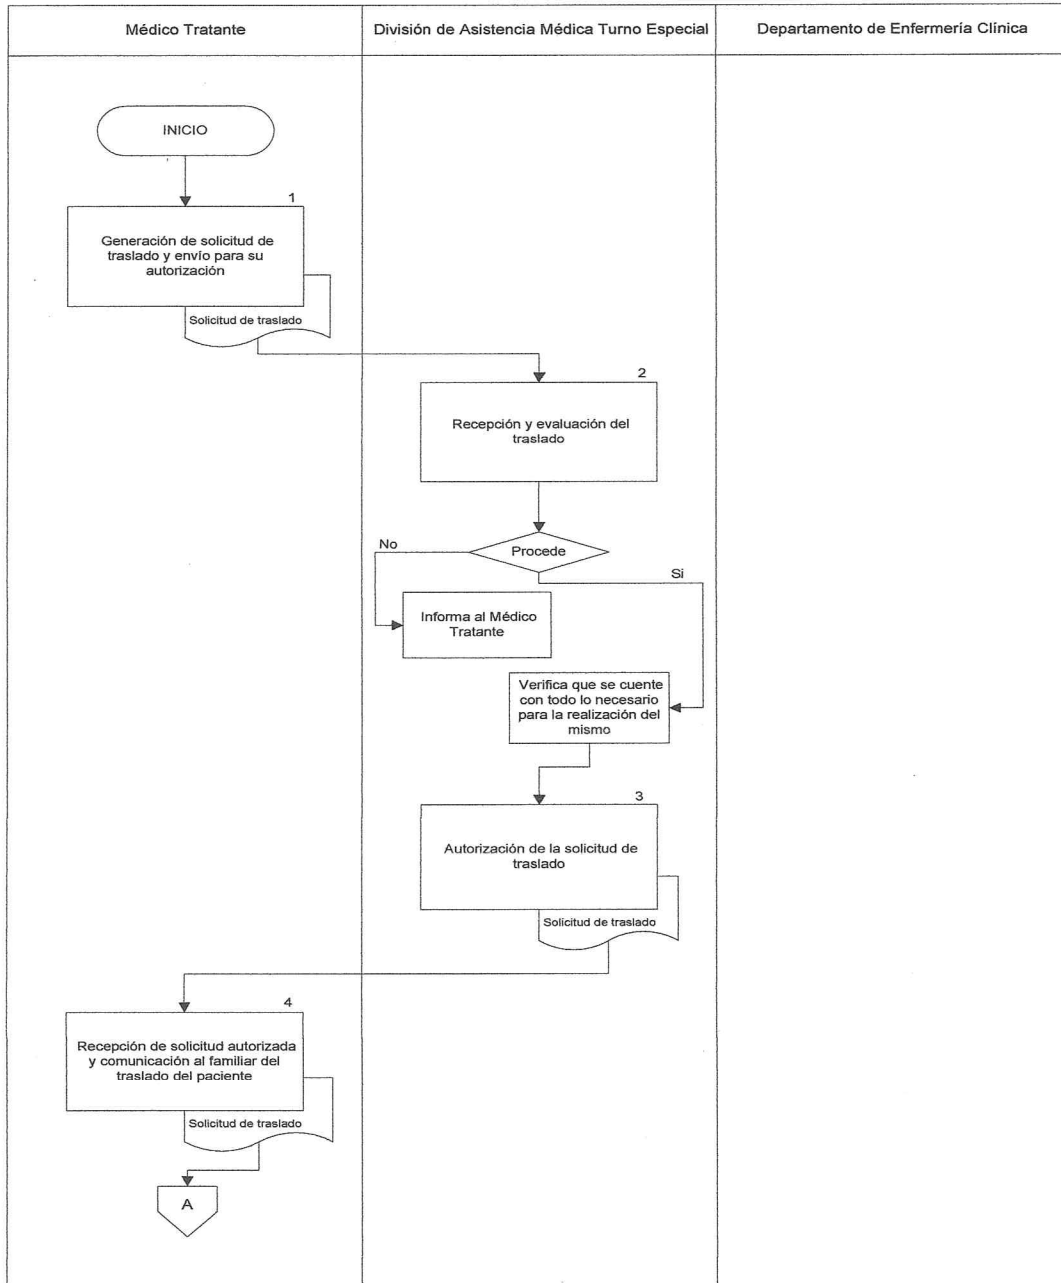 Médico Tratante
División de Asistencia Médica Turno Especial
Departamento de Enfermería Clínica
INICIO
1
Generación de solicitud de
traslado y envío para su
autorización
Solicitud de traslado
2
Recepción y evaluación del
traslado
Procede
No
Si
Informa al Médico
Tratante
Verifica que se cuente
con todo lo necesario
para la realización del
mismo
3
Autorización de la solicitud de
traslado
Solicitud de traslado
4
Recepción de solicitud autorizada
y comunicación al familiar del
traslado del paciente
Solicitud de traslado
A